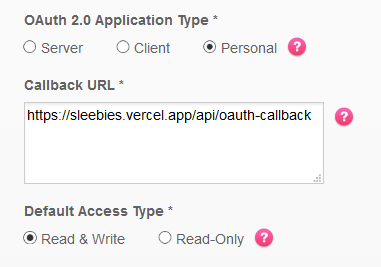 OAuth 2.0 Application Type *
Server Client Personal ?
Callback URL *
https://sleebies.vercel.app/api/oauth-callback ?
Default Access Type *
Read & Write Read-Only ?